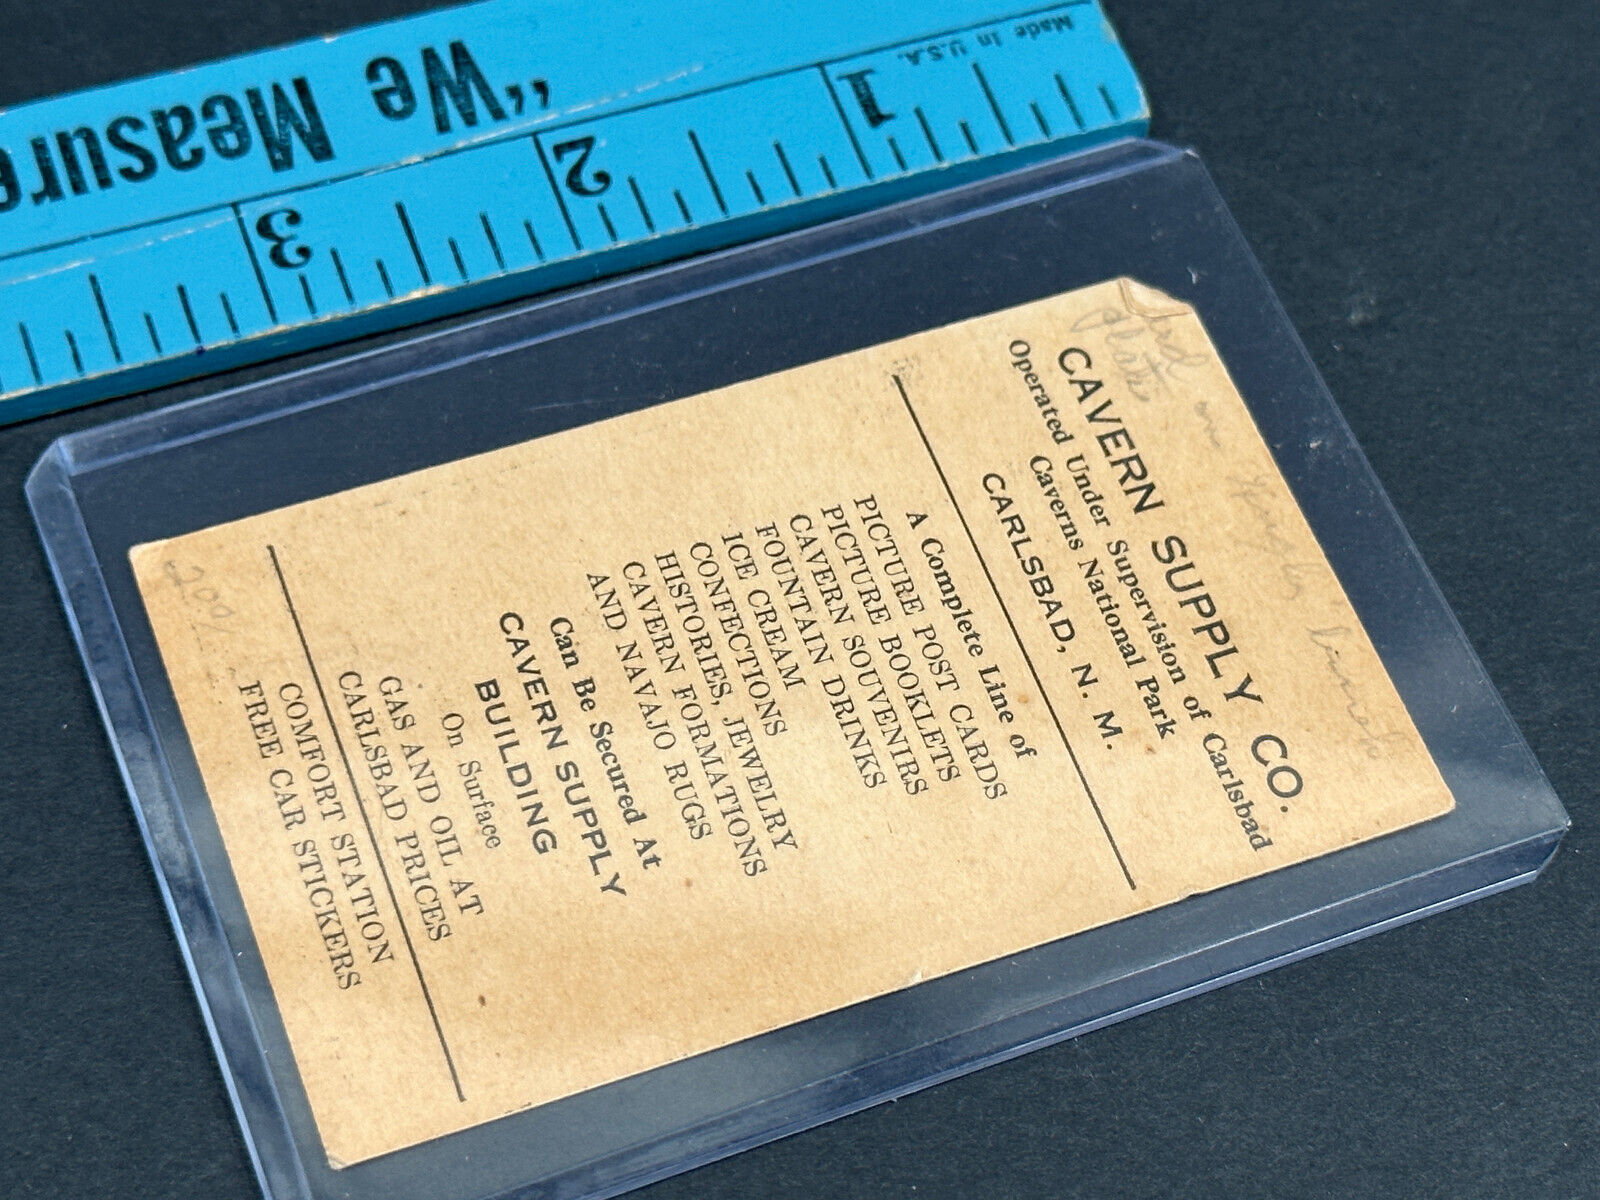 CAVERN SUPPLY CO.
Operated Under Supervision of Carlsbad
Caverns National Park
CARLSBAD, N. M.
A Complete Line of
PICTURE POST CARDS
PICTURE BOOKLETS
CAVERN SOUVENIRS
FOUNTAIN DRINKS
ICE CREAM
CONFECTIONS
HISTORIES, JEWELRY
CAVERN FORMATIONS
AND NAVAJO RUGS
Can Be Secured At
CAVERN SUPPLY
BUILDING
On Surface
GAS AND OIL AT
CARLSBAD PRICES
COMFORT STATION
FREE CAR STICKERS
Made in U.S.A.
"We Measure
1
2
3